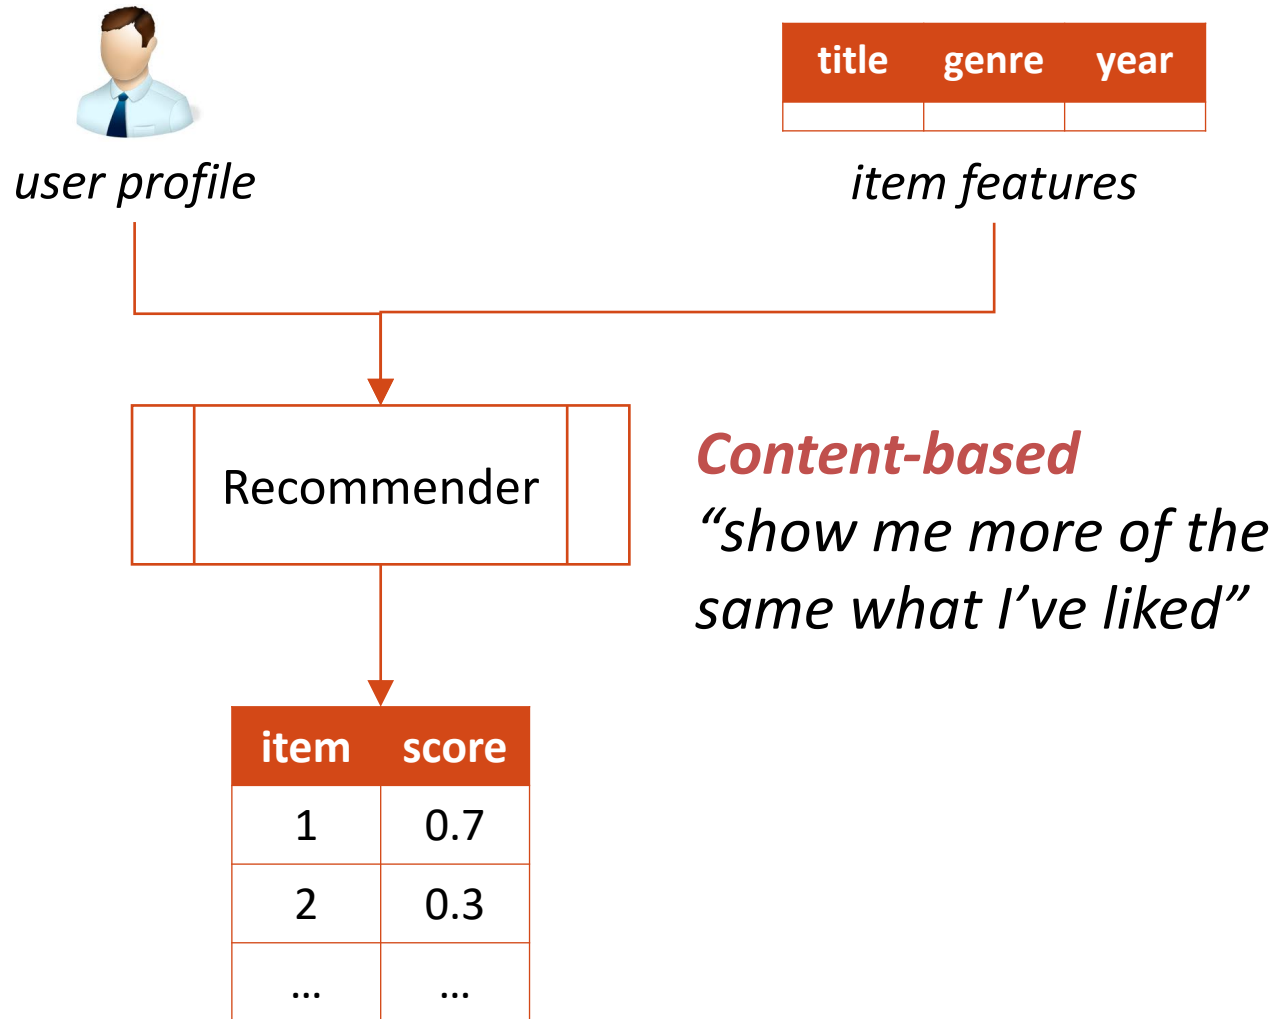 title genre year
user profile
item features
Recommender
Content-based
“show me more of the
same what I’ve liked”
item score
1 0.7
2 0.3
... ...